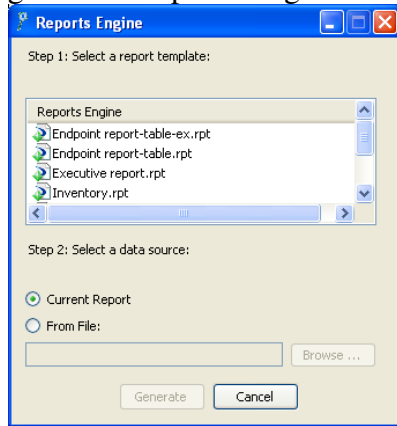 Reports Engine
Step 1: Select a report template:
Reports Engine
Endpoint report-table-ex.rpt
Endpoint report-table.rpt
Executive report.rpt
Inventory.rpt
Step 2: Select a data source:
Current Report
From File:
Browse ...
Generate Cancel